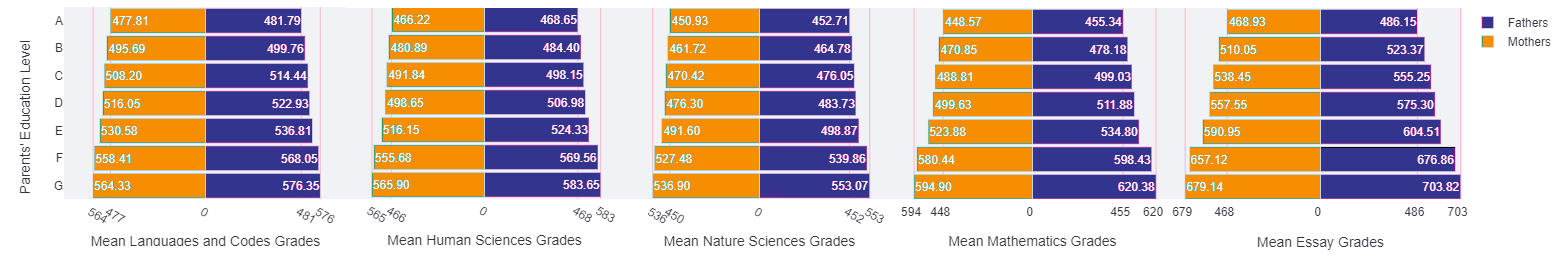 Parents' Education Level
A
B
C
D
E
F
G
477.81 481.79
495.69 499.76
508.20 514.44
516.05 522.93
530.58 536.81
558.41 568.05
564.33 576.35
564 477 0 481 576
Mean Languages and Codes Grades
466.22 468.65
480.89 484.40
491.84 498.15
498.65 506.98
516.15 524.33
555.68 569.56
565.90 583.65
565 466 0 468 583
Mean Human Sciences Grades
450.93 452.71
461.72 464.78
470.42 476.05
476.30 483.73
491.60 498.87
527.48 539.86
536.90 553.07
536 450 0 452 553
Mean Nature Sciences Grades
448.57 455.34
470.85 478.18
488.81 499.03
499.63 511.88
523.88 534.80
580.44 598.43
594.90 620.38
594 448 0 455 620
Mean Mathematics Grades
468.93 486.15
510.05 523.37
538.45 555.25
557.55 575.30
590.95 604.51
657.12 676.86
679.14 703.82
679 468 0 486 703
Mean Essay Grades
Fathers
Mothers